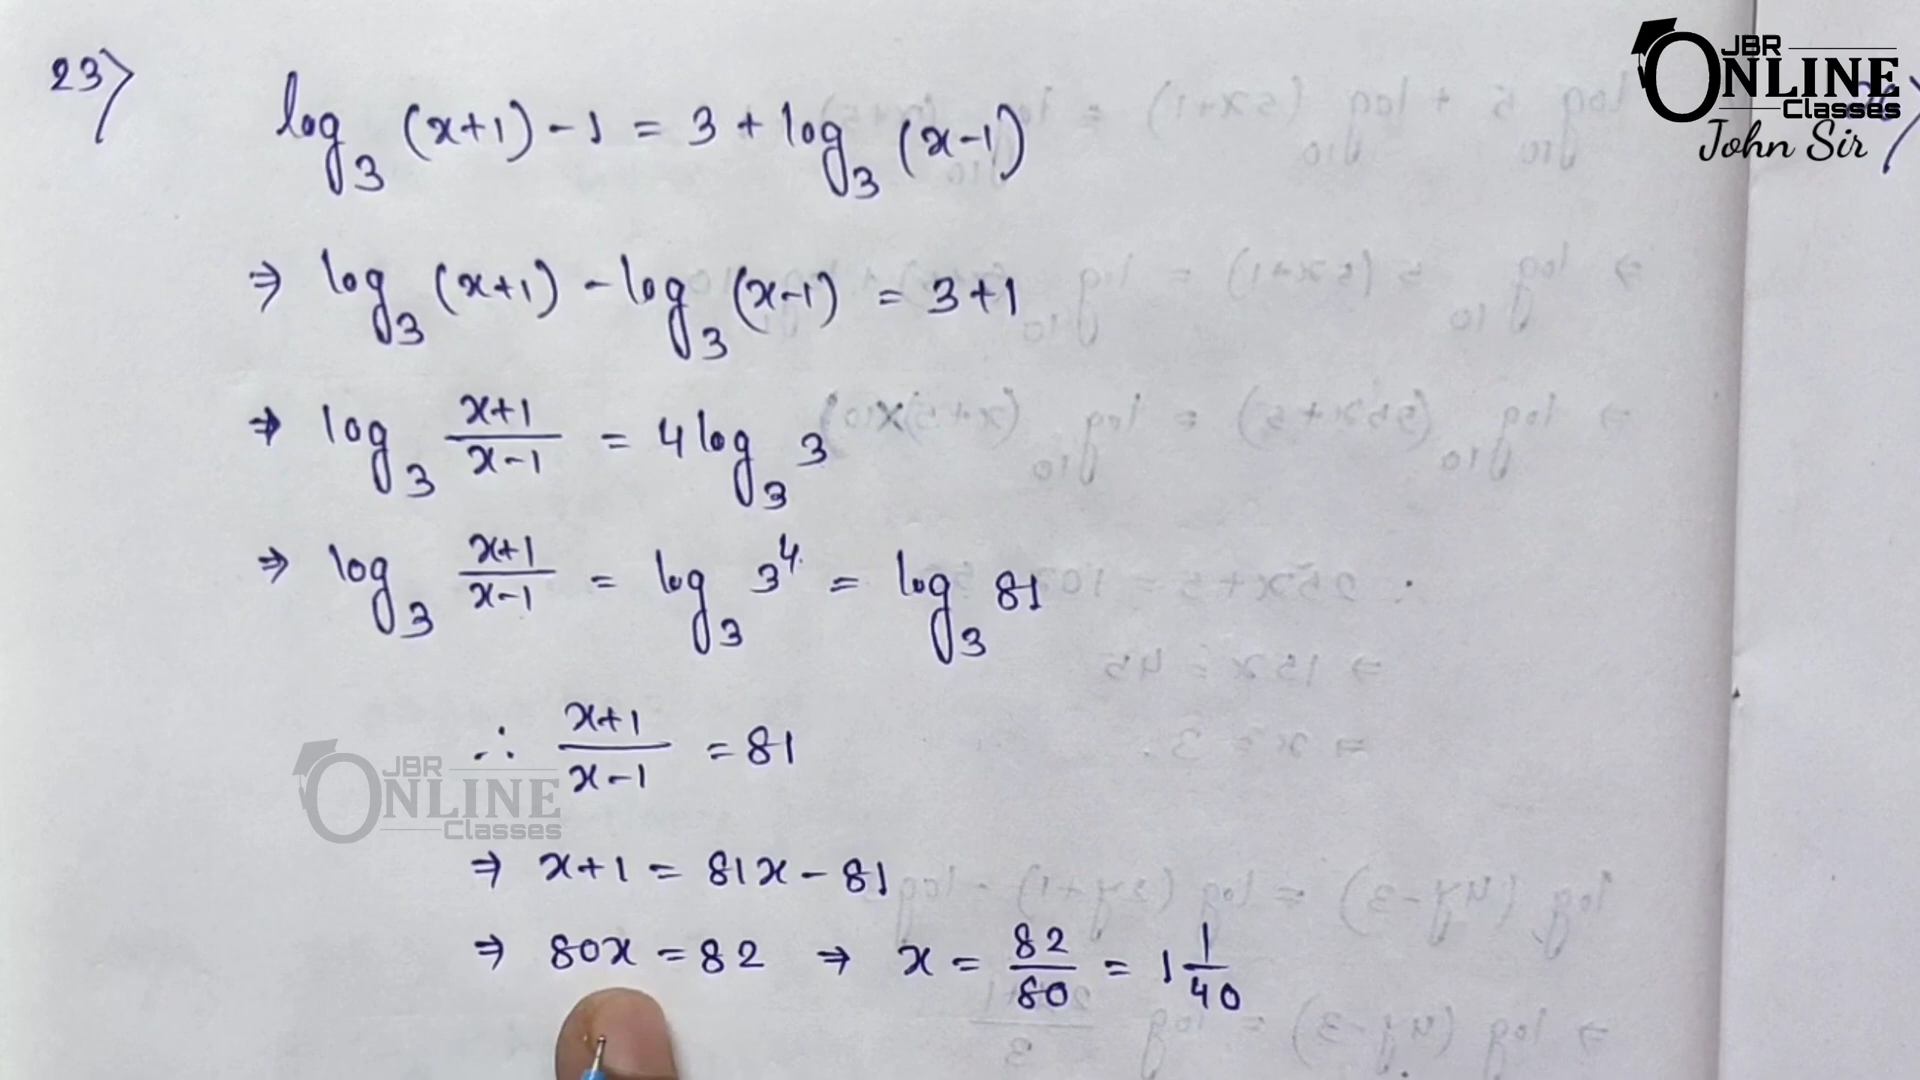 JBR
ONLINE
Classes
John Sir
23)
log₃ (x+1) - 1 = 3 + log₃ (x-1)
⇒ log₃ (x+1) - log₃ (x-1) = 3+1
⇒ log₃ (x+1)/(x-1) = 4 log₃ 3
⇒ log₃ (x+1)/(x-1) = log₃ 3⁴ = log₃ 81
∴ (x+1)/(x-1) = 81
JBR
ONLINE
Classes
⇒ x+1 = 81x - 81
⇒ 80x = 82 ⇒ x = 82/80 = 1 1/40